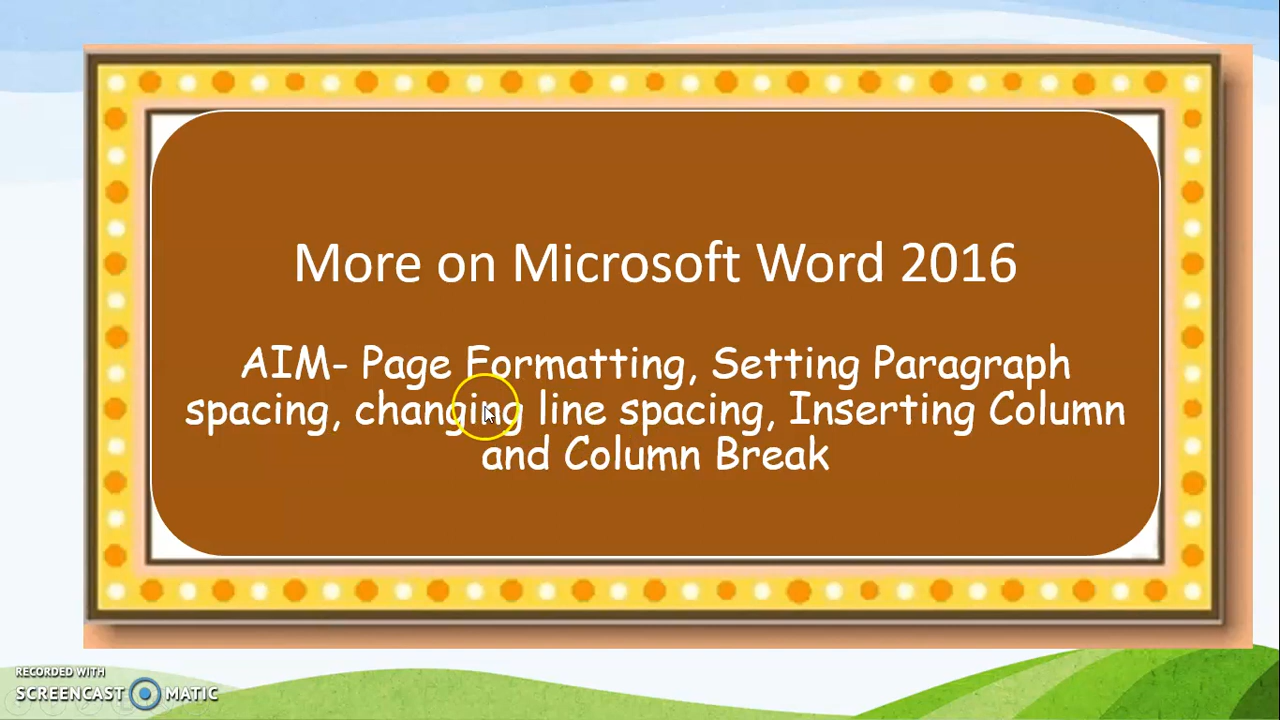 More on Microsoft Word 2016
AIM- Page Formatting, Setting Paragraph
spacing, changing line spacing, Inserting Column
and Column Break
RECORDED WITH
SCREENCAST MATIC